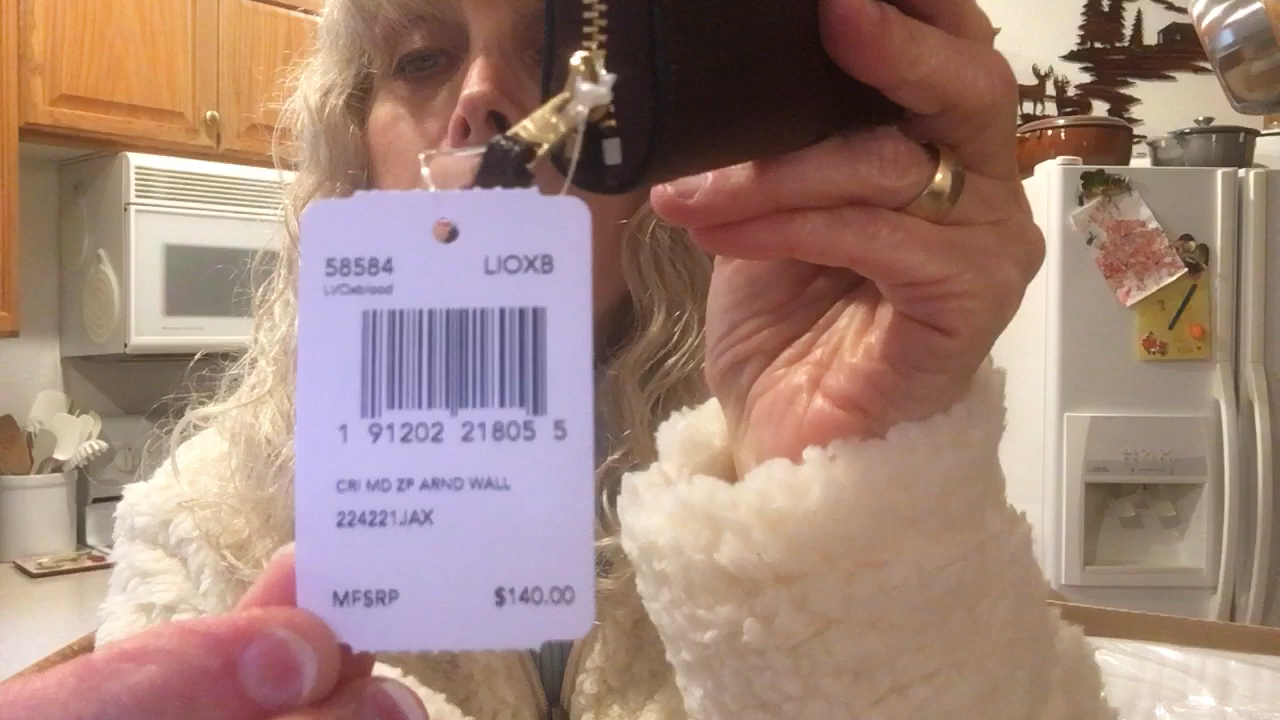 58584 LIOXB
LI/Oxblood
1 91202 21805 5
CRI MD ZP ARND WALL
224221JAX
MFSRP $140.00